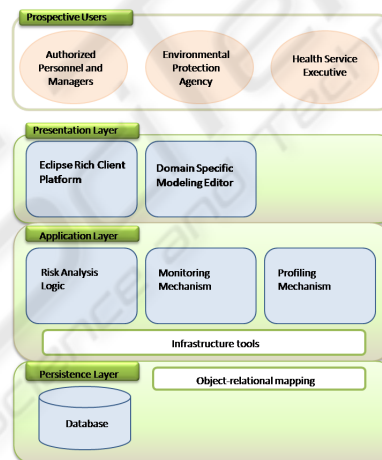 Prospective Users
Authorized
Personnel and
Managers
Environmental
Protection
Agency
Health Service
Executive
Presentation Layer
Eclipse Rich Client
Platform
Domain Specific
Modeling Editor
Application Layer
Risk Analysis
Logic
Monitoring
Mechanism
Profiling
Mechanism
Infrastructure tools
Persistence Layer
Object-relational mapping
Database